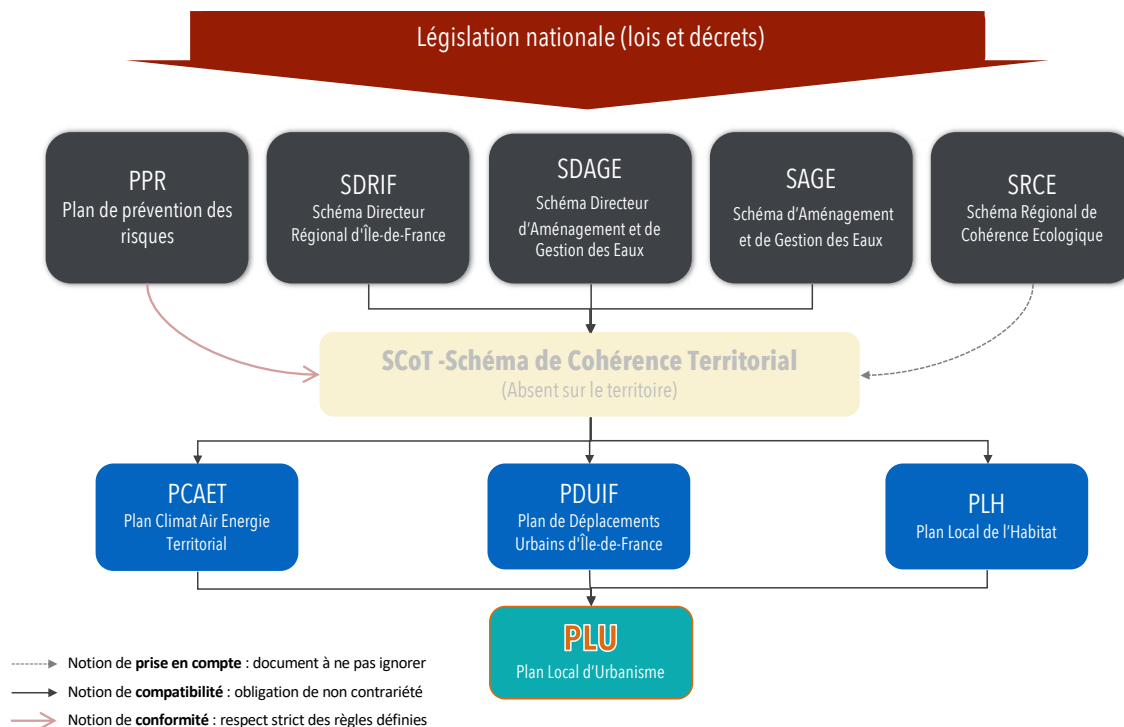 Législation nationale (lois et décrets)
PPR
Plan de prévention des
risques
SDRIF
Schéma Directeur
Régional d'Île-de-France
SDAGE
Schéma Directeur
d'Aménagement et de
Gestion des Eaux
SAGE
Schéma d'Aménagement
et de Gestion des Eaux
SRCE
Schéma Régional de
Cohérence Ecologique
SCoT -Schéma de Cohérence Territorial
(Absent sur le territoire)
PCAET
Plan Climat Air Energie
Territorial
PDUIF
Plan de Déplacements
Urbains d'Île-de-France
PLH
Plan Local de l'Habitat
PLU
Plan Local d'Urbanisme
Notion de prise en compte : document à ne pas ignorer
Notion de compatibilité : obligation de non contrariété
Notion de conformité : respect strict des règles définies